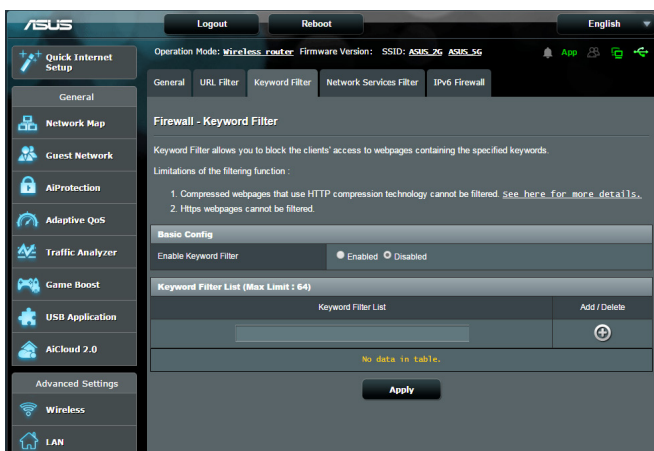 ASUS
Logout
Reboot
English
Quick Internet Setup
Operation Mode: Wireless router Firmware Version: SSID: ASUS_2G ASUS_5G
App
General
URL Filter
Keyword Filter
Network Services Filter
IPv6 Firewall
General
Network Map
Guest Network
AiProtection
Adaptive QoS
Traffic Analyzer
Game Boost
USB Application
AiCloud 2.0
Advanced Settings
Wireless
LAN
Firewall - Keyword Filter
Keyword Filter allows you to block the clients' access to webpages containing the specified keywords.
Limitations of the filtering function :
1. Compressed webpages that use HTTP compression technology cannot be filtered. See here for more details.
2. Https webpages cannot be filtered.
Basic Config
Enable Keyword Filter
Enabled Disabled
Keyword Filter List (Max Limit : 64)
Keyword Filter List
Add / Delete
No data in table.
Apply